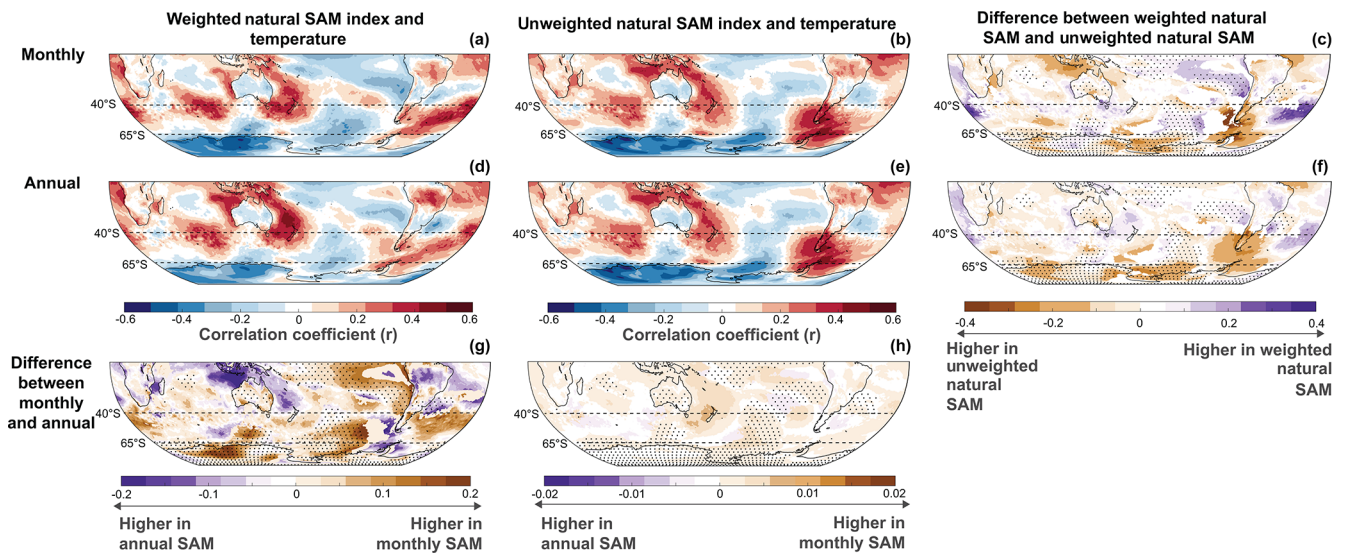 Weighted natural SAM index and
temperature
Unweighted natural SAM index and temperature
Difference between weighted natural
SAM and unweighted natural SAM
Monthly
(a)
(b)
(c)
40°S
65°S
40°S
65°S
40°S
65°S
Annual
(d)
(e)
(f)
40°S
65°S
40°S
65°S
40°S
65°S
-0.6 -0.4 -0.2 0 0.2 0.4 0.6
Correlation coefficient (r)
-0.6 -0.4 -0.2 0 0.2 0.4 0.6
Correlation coefficient (r)
-0.4 -0.2 0 0.2 0.4
Higher in
unweighted
natural
SAM
Higher in weighted
natural
SAM
Difference
between
monthly
and annual
(g)
(h)
40°S
65°S
40°S
65°S
-0.2 -0.1 0 0.1 0.2
Higher in
annual SAM
Higher in
monthly SAM
-0.02 -0.01 0 0.01 0.02
Higher in
annual SAM
Higher in
monthly SAM